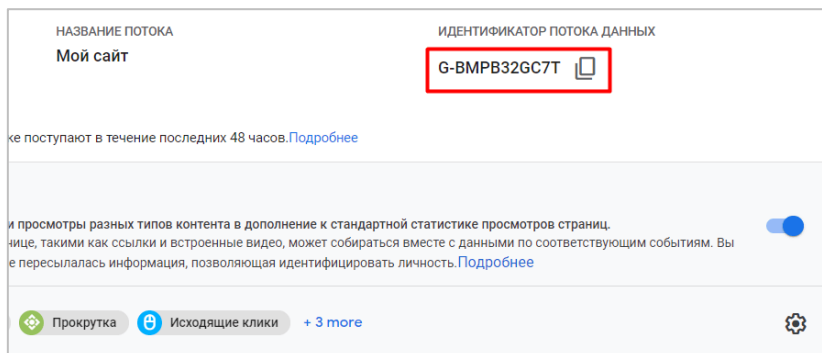 НАЗВАНИЕ ПОТОКА ИДЕНТИФИКАТОР ПОТОКА ДАННЫХ
Мой сайт G-BMPB32GC7T
ке поступают в течение последних 48 часов.Подробнее
и просмотры разных типов контента в дополнение к стандартной статистике просмотров страниц.
нице, такими как ссылки и встроенные видео, может собираться вместе с данными по соответствующим событиям. Вы
е пересылалась информация, позволяющая идентифицировать личность.Подробнее
Прокрутка Исходящие клики + 3 more